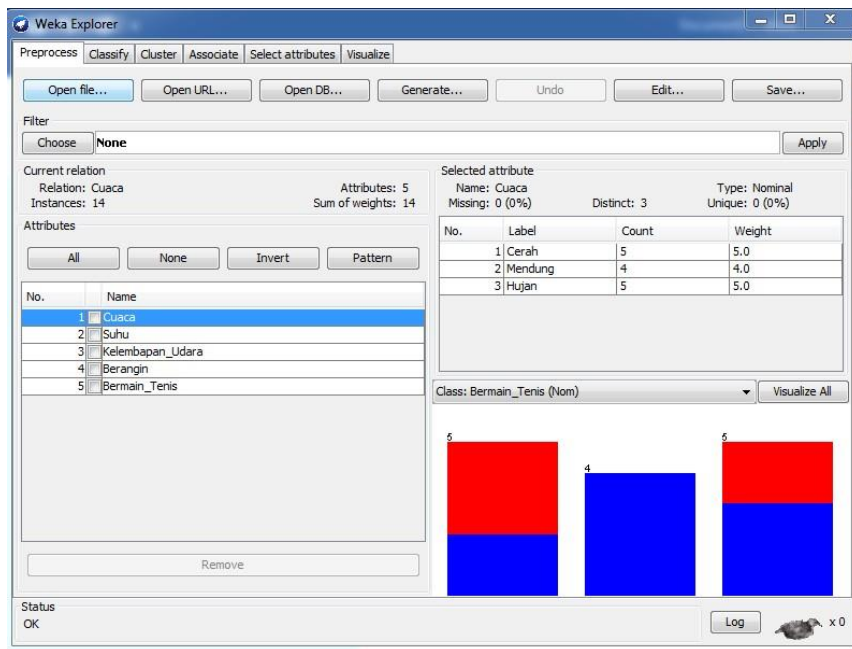 Weka Explorer
Preprocess Classify Cluster Associate Select attributes Visualize
Open file... Open URL... Open DB... Generate... Undo Edit... Save...
Filter
Choose None Apply
Current relation
Relation: Cuaca Attributes: 5
Instances: 14 Sum of weights: 14
Attributes
All None Invert Pattern
No. Name
1 Cuaca
2 Suhu
3 Kelembapan_Udara
4 Berangin
5 Bermain_Tenis
Remove
Selected attribute
Name: Cuaca Type: Nominal
Missing: 0 (0%) Distinct: 3 Unique: 0 (0%)
No. Label Count Weight
1 Cerah 5 5.0
2 Mendung 4 4.0
3 Hujan 5 5.0
Class: Bermain_Tenis (Nom) Visualize All
5 4 5
Status
OK
Log x 0